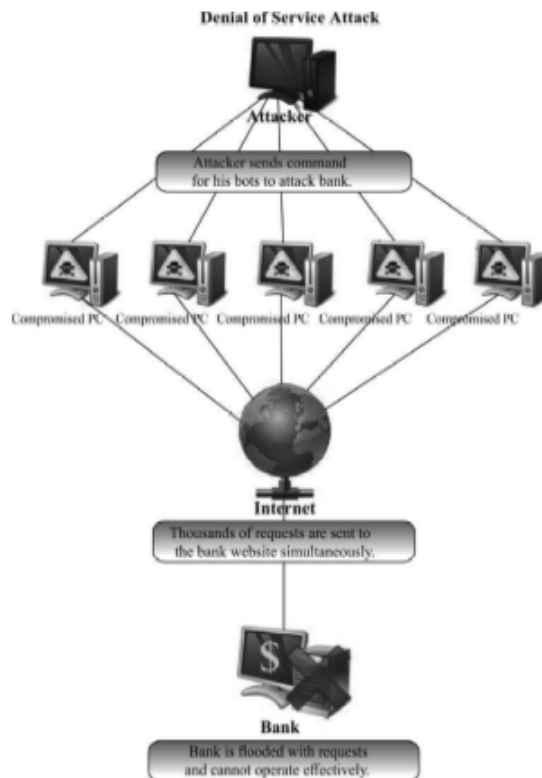 Denial of Service Attack
Attacker
Attacker sends command
for his bots to attack bank.
Compromised PC Compromised PC Compromised PC Compromised PC Compromised PC
Internet
Thousands of requests are sent to
the bank website simultaneously.
$
Bank
Bank is flooded with requests
and cannot operate effectively.